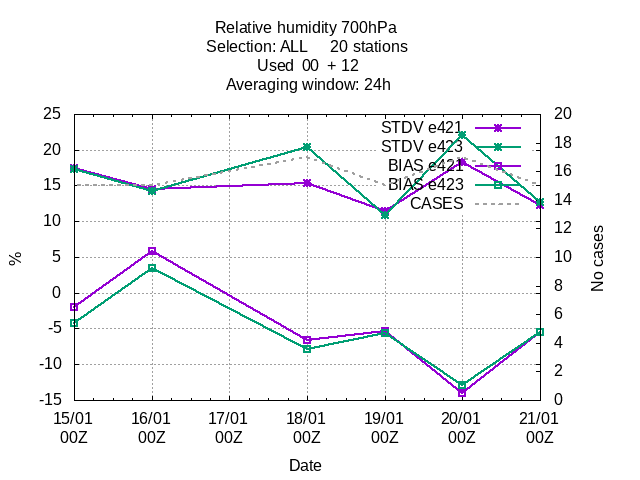 Relative humidity 700hPa
Selection: ALL     20 stations
Used  00  + 12
Averaging window: 24h
25
20
15
10
5
0
-5
-10
-15
%
20
18
16
14
12
10
8
6
4
2
0
No cases
STDV e421
STDV e423
BIAS e421
BIAS e423
CASES
15/01 16/01 17/01 18/01 19/01 20/01 21/01
00Z 00Z 00Z 00Z 00Z 00Z 00Z
Date